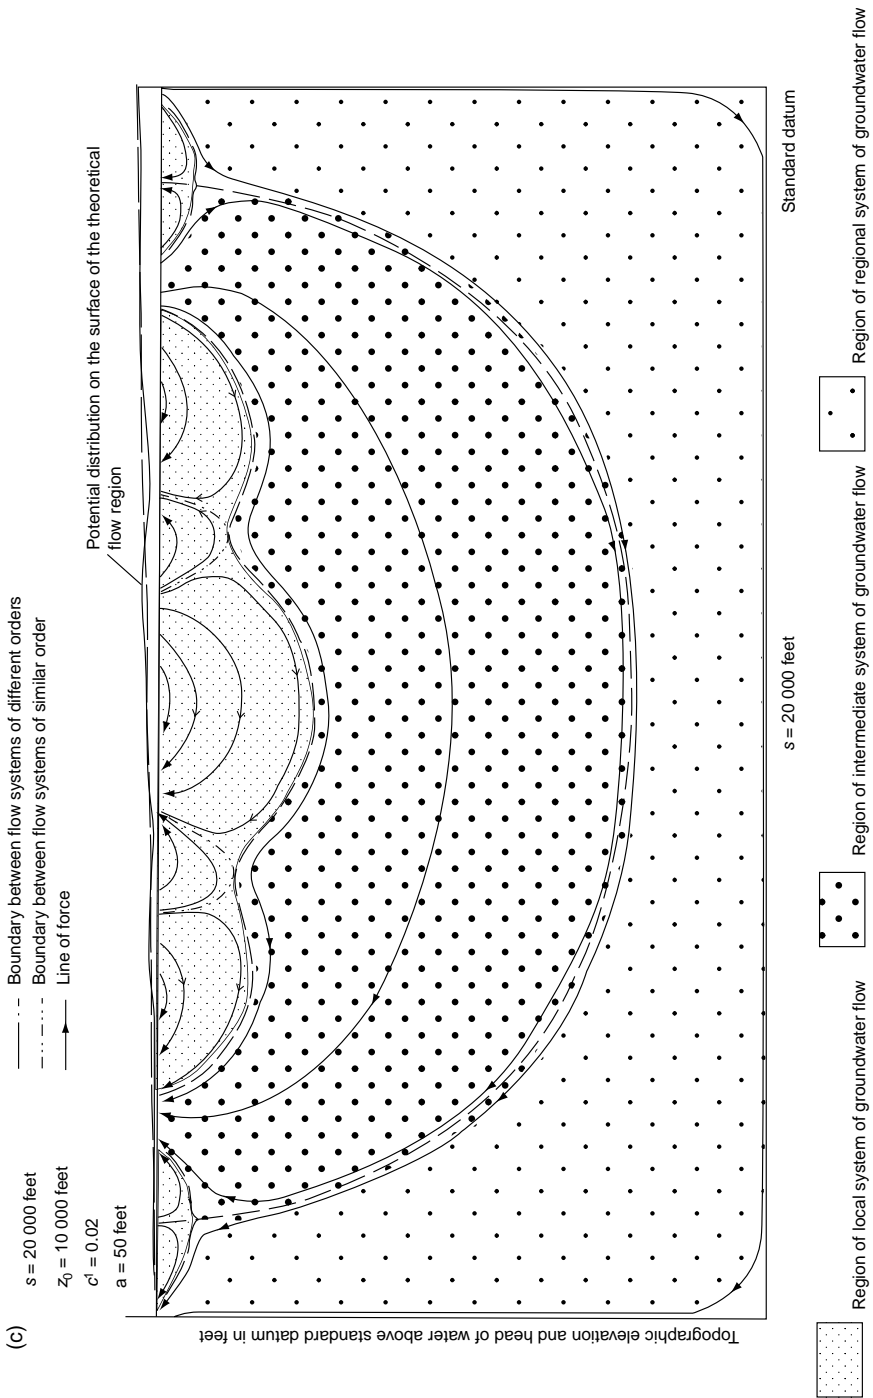 (c)
s = 20 000 feet
z0 = 10 000 feet
c¹ = 0.02
a = 50 feet
Boundary between flow systems of different orders
Boundary between flow systems of similar order
Line of force
Potential distribution on the surface of the theoretical
flow region
Topographic elevation and head of water above standard datum in feet
s = 20 000 feet
Standard datum
Region of local system of groundwater flow
Region of intermediate system of groundwater flow
Region of regional system of groundwater flow